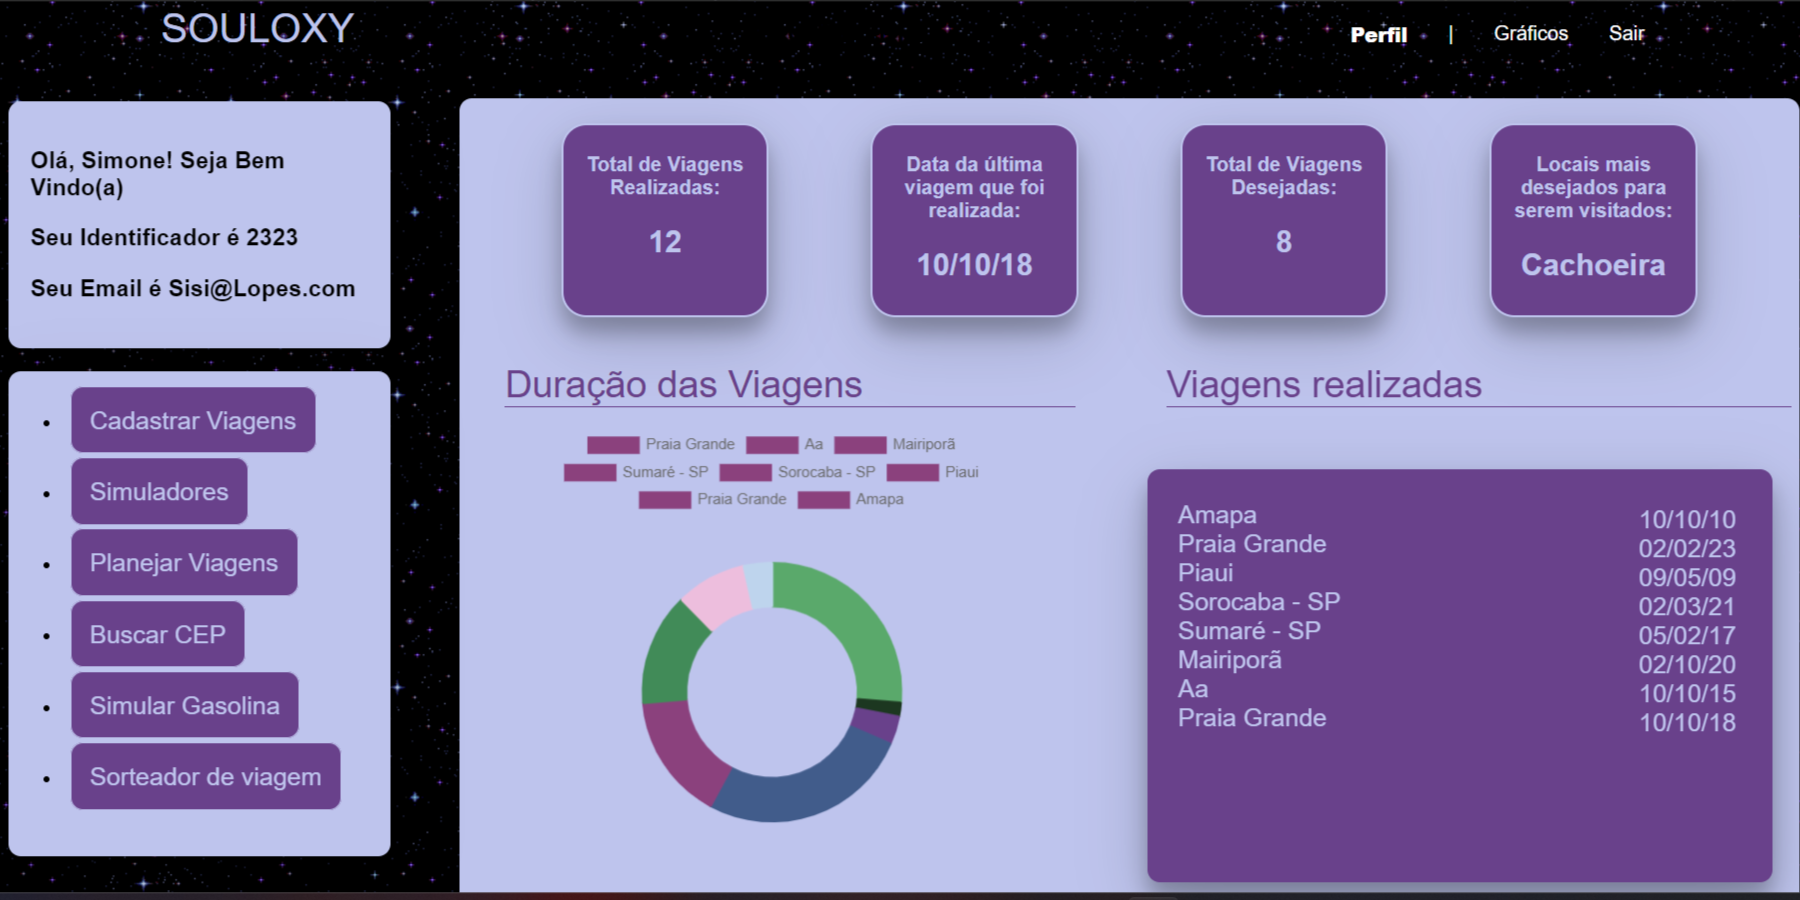 SOULOXY
Perfil | Gráficos Sair
Olá, Simone! Seja Bem
Vindo(a)
Seu Identificador é 2323
Seu Email é Sisi@Lopes.com
Cadastrar Viagens
Simuladores
Planejar Viagens
Buscar CEP
Simular Gasolina
Sorteador de viagem
Total de Viagens
Realizadas:
12
Data da última
viagem que foi
realizada:
10/10/18
Total de Viagens
Desejadas:
8
Locais mais
desejados para
serem visitados:
Cachoeira
Duração das Viagens
Praia Grande Aa Mairiporã
Sumaré - SP Sorocaba - SP Piaui
Praia Grande Amapa
Viagens realizadas
Amapa 10/10/10
Praia Grande 02/02/23
Piaui 09/05/09
Sorocaba - SP 02/03/21
Sumaré - SP 05/02/17
Mairiporã 02/10/20
Aa 10/10/15
Praia Grande 10/10/18